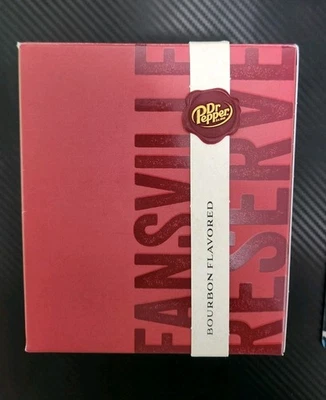 FANSVILLE
RESERVE
Dr
Pepper
BOURBON FLAVORED